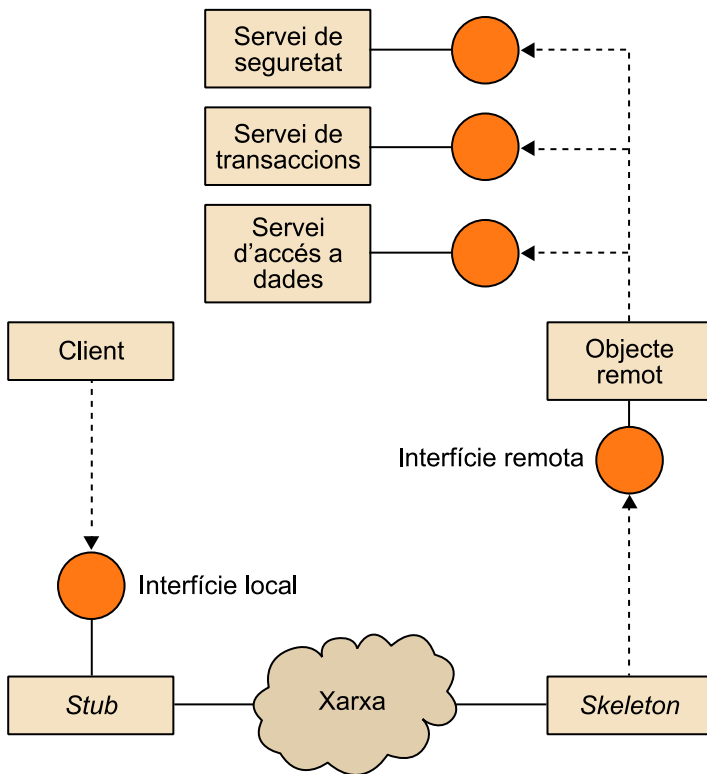 Servei de
seguretat
Servei de
transaccions
Servei
d'accés a
dades
Client
Objecte
remot
Interfície remota
Interfície local
Stub
Xarxa
Skeleton